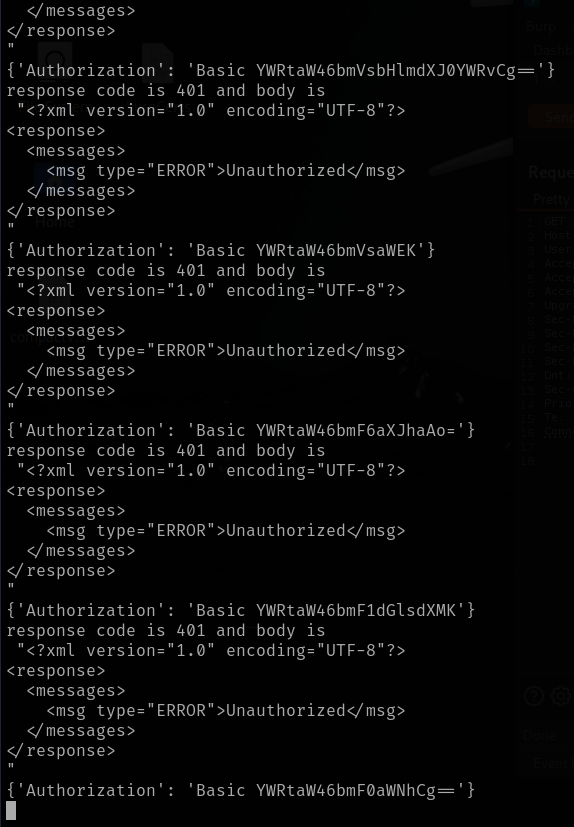 </messages>
</response>
"
{'Authorization': 'Basic YWRtaW46bmVsbHlmdXJ0YWRvCg=='}
response code is 401 and body is
 "<?xml version="1.0" encoding="UTF-8"?>
<response>
  <messages>
    <msg type="ERROR">Unauthorized</msg>
  </messages>
</response>
"
{'Authorization': 'Basic YWRtaW46bmVsaWEK'}
response code is 401 and body is
 "<?xml version="1.0" encoding="UTF-8"?>
<response>
  <messages>
    <msg type="ERROR">Unauthorized</msg>
  </messages>
</response>
"
{'Authorization': 'Basic YWRtaW46bmF6aXJhaAo='}
response code is 401 and body is
 "<?xml version="1.0" encoding="UTF-8"?>
<response>
  <messages>
    <msg type="ERROR">Unauthorized</msg>
  </messages>
</response>
"
{'Authorization': 'Basic YWRtaW46bmF1dGlsdXMK'}
response code is 401 and body is
 "<?xml version="1.0" encoding="UTF-8"?>
<response>
  <messages>
    <msg type="ERROR">Unauthorized</msg>
  </messages>
</response>
"
{'Authorization': 'Basic YWRtaW46bmF0aWNhCg=='}